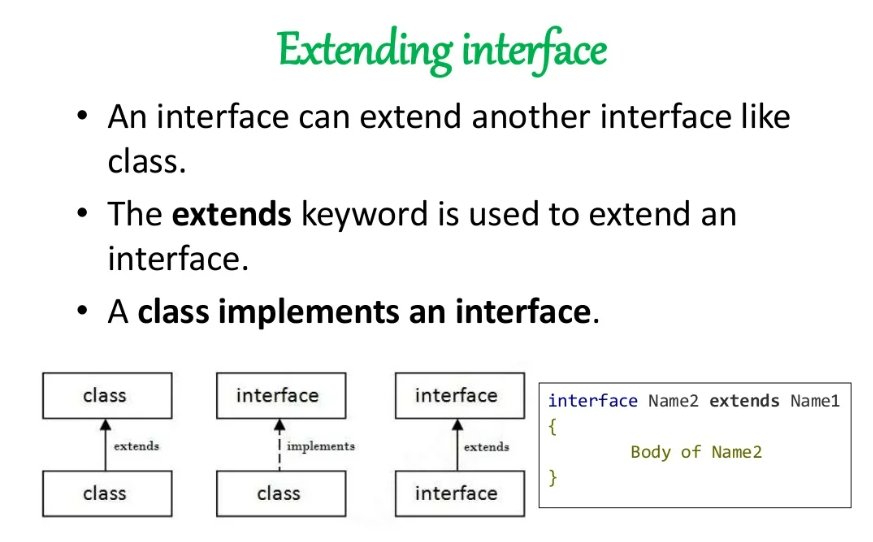 Extending interface
• An interface can extend another interface like
class.
• The extends keyword is used to extend an
interface.
• A class implements an interface.
class
extends
class
interface
implements
class
interface
extends
interface
interface Name2 extends Name1
{
Body of Name2
}